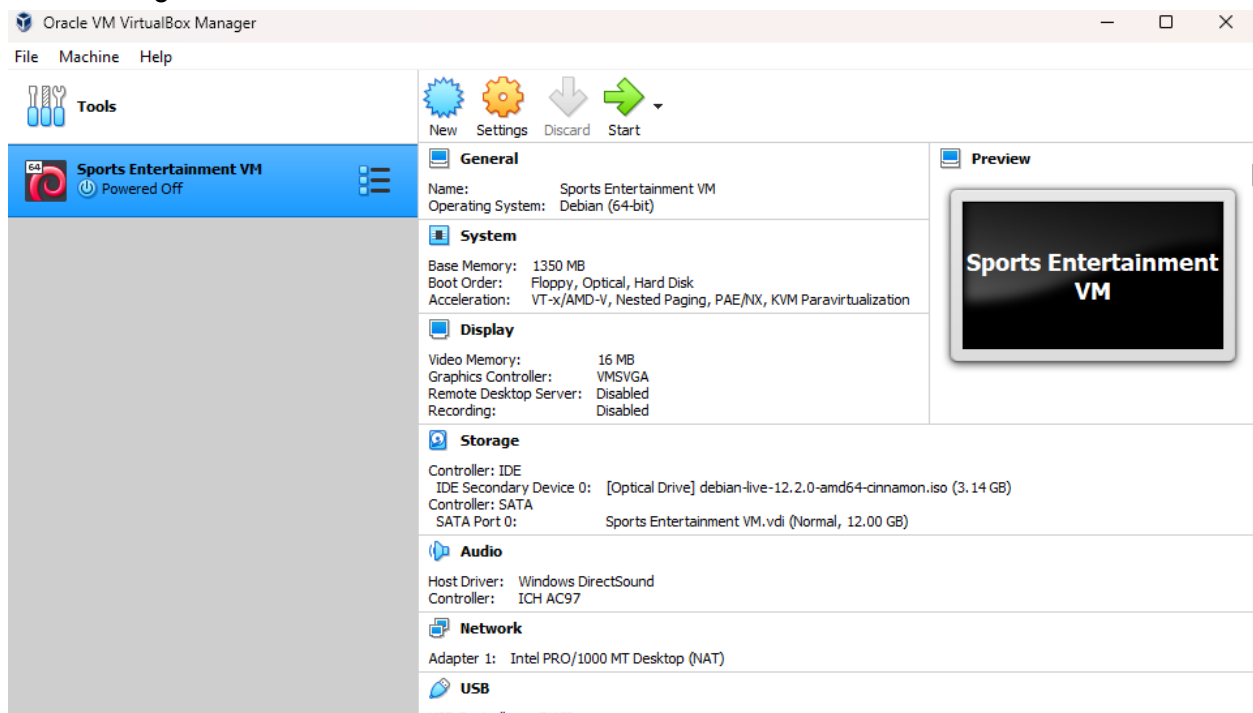 Oracle VM VirtualBox Manager
File Machine Help
Tools
New Settings Discard Start
64
Sports Entertainment VM
Powered Off
General
Name: Sports Entertainment VM
Operating System: Debian (64-bit)
System
Base Memory: 1350 MB
Boot Order: Floppy, Optical, Hard Disk
Acceleration: VT-x/AMD-V, Nested Paging, PAE/NX, KVM Paravirtualization
Display
Video Memory: 16 MB
Graphics Controller: VMSVGA
Remote Desktop Server: Disabled
Recording: Disabled
Preview
Sports Entertainment
VM
Storage
Controller: IDE
IDE Secondary Device 0: [Optical Drive] debian-live-12.2.0-amd64-cinnamon.iso (3.14 GB)
Controller: SATA
SATA Port 0: Sports Entertainment VM.vdi (Normal, 12.00 GB)
Audio
Host Driver: Windows DirectSound
Controller: ICH AC97
Network
Adapter 1: Intel PRO/1000 MT Desktop (NAT)
USB